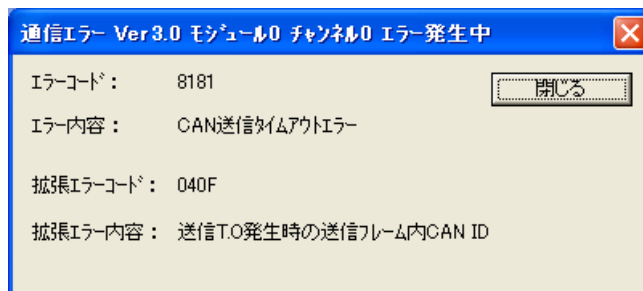 通信ｴﾗｰ Ver3.0 ﾓｼﾞｭｰﾙ0 ﾁｬﾝﾈﾙ0 ｴﾗｰ発生中
ｴﾗｰｺｰﾄﾞ： 8181
閉じる
ｴﾗｰ内容： CAN送信ﾀｲﾑｱｳﾄｴﾗｰ
拡張ｴﾗｰｺｰﾄﾞ： 040F
拡張ｴﾗｰ内容： 送信T.O発生時の送信ﾌﾚｰﾑ内CAN ID